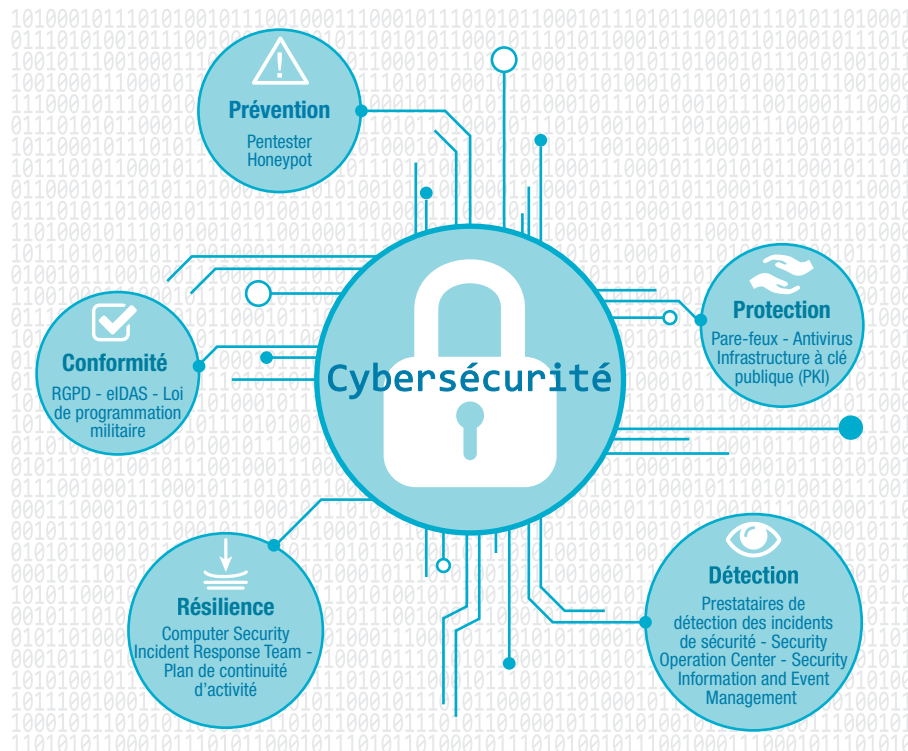 Prévention
Pentester
Honeypot
Protection
Pare-feux - Antivirus
Infrastructure à clé
publique (PKI)
Conformité
RGPD - eIDAS - Loi
de programmation
militaire
Cybersécurité
Résilience
Computer Security
Incident Response Team -
Plan de continuité
d'activité
Détection
Prestataires de
détection des incidents
de sécurité - Security
Operation Center - Security
Information and Event
Management